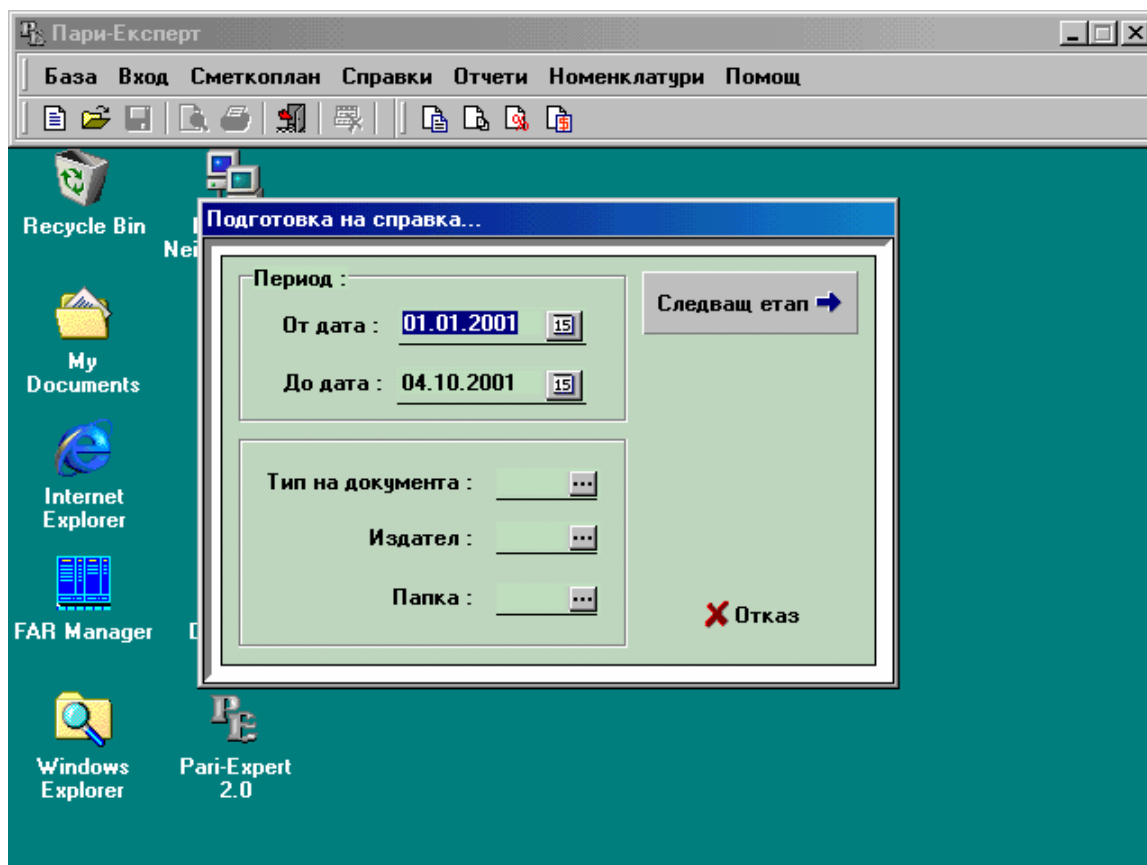 Пари-Експерт
База Вход Сметкоплан Справки Отчети Номенклатури Помощ
Recycle Bin
Nei
Подготовка на справка...
Период :
От дата : 01.01.2001 15
До дата : 04.10.2001 15
Следващ етап
Тип на документа : ...
Издател : ...
Папка : ...
Отказ
My
Documents
Internet
Explorer
FAR Manager
Windows
Explorer
Pari-Expert
2.0